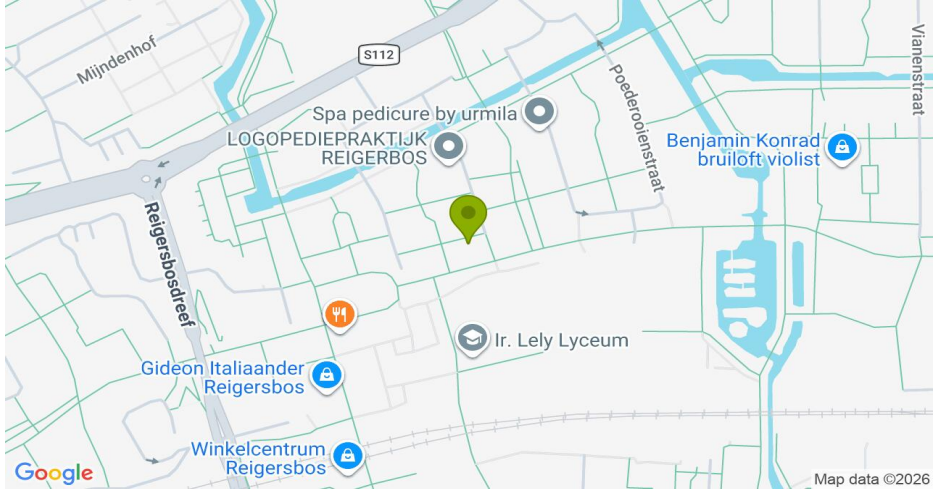 Mijndenhof
S112
Vianenstraat
Poederooienstraat
Spa pedicure by urmila
LOGOPEDIEPRAKTIJK
REIGERBOS
Benjamin Konrad
bruiloft violist
Reigersbosdreef
Ir. Lely Lyceum
Gideon Italiaander
Reigersbos
Winkelcentrum
Reigersbos
Google
Map data ©2026